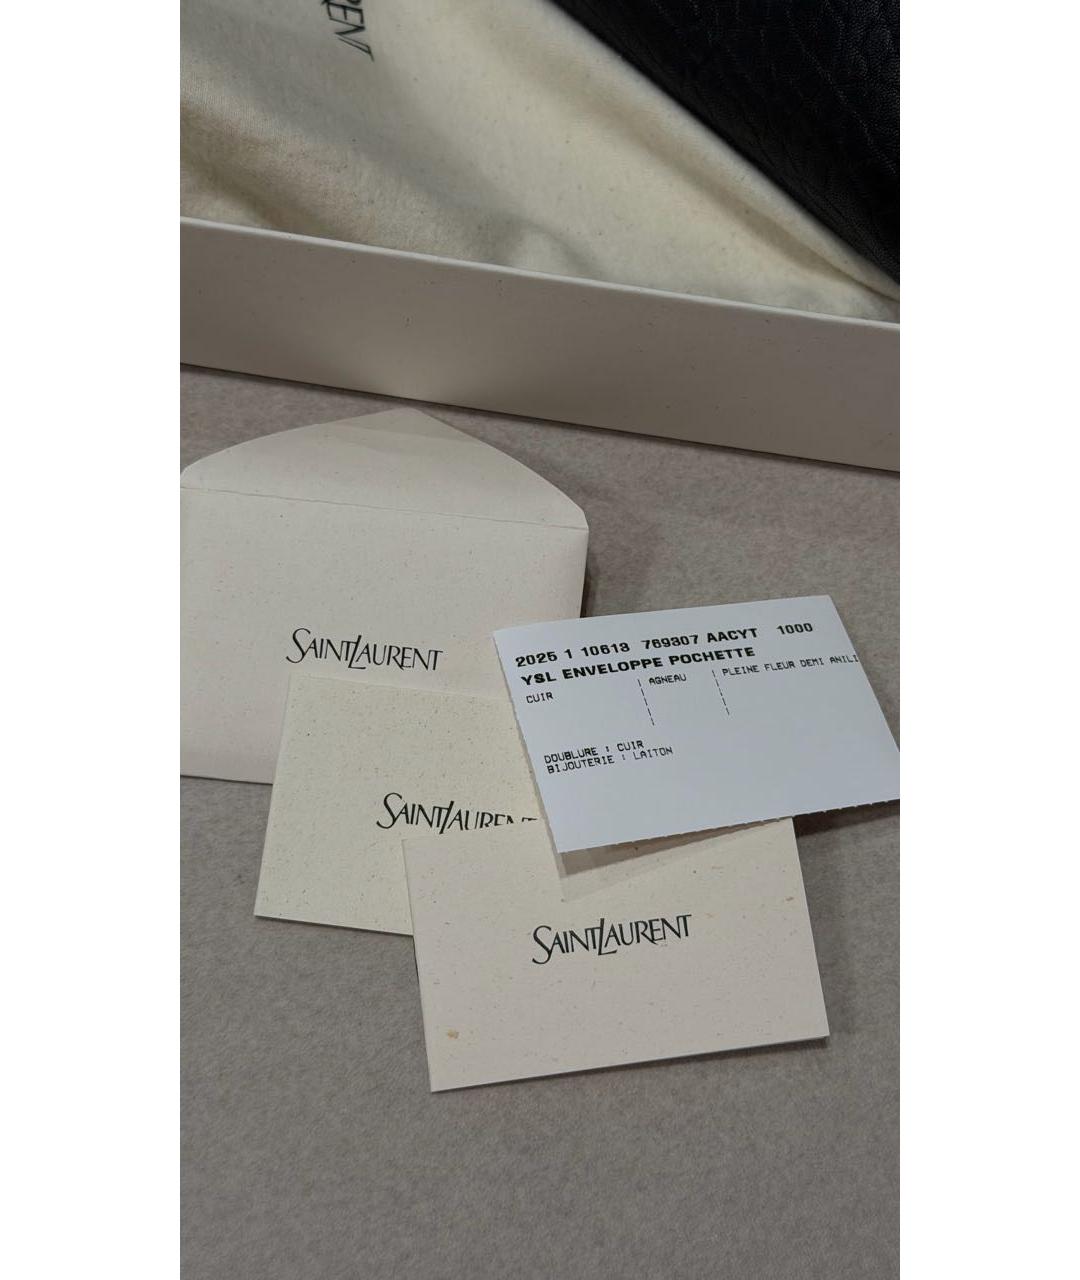 RENT
SAINT LAURENT
2025 1 10613 769307 AACYT 1000
YSL ENVELOPPE POCHETTE
CUIR | AGNEAU | PLEINE FLEUR DEMI ANILI
DOUBLURE : CUIR
BIJOUTERIE : LAITON
SAINT LAURENT
SAINT LAURENT